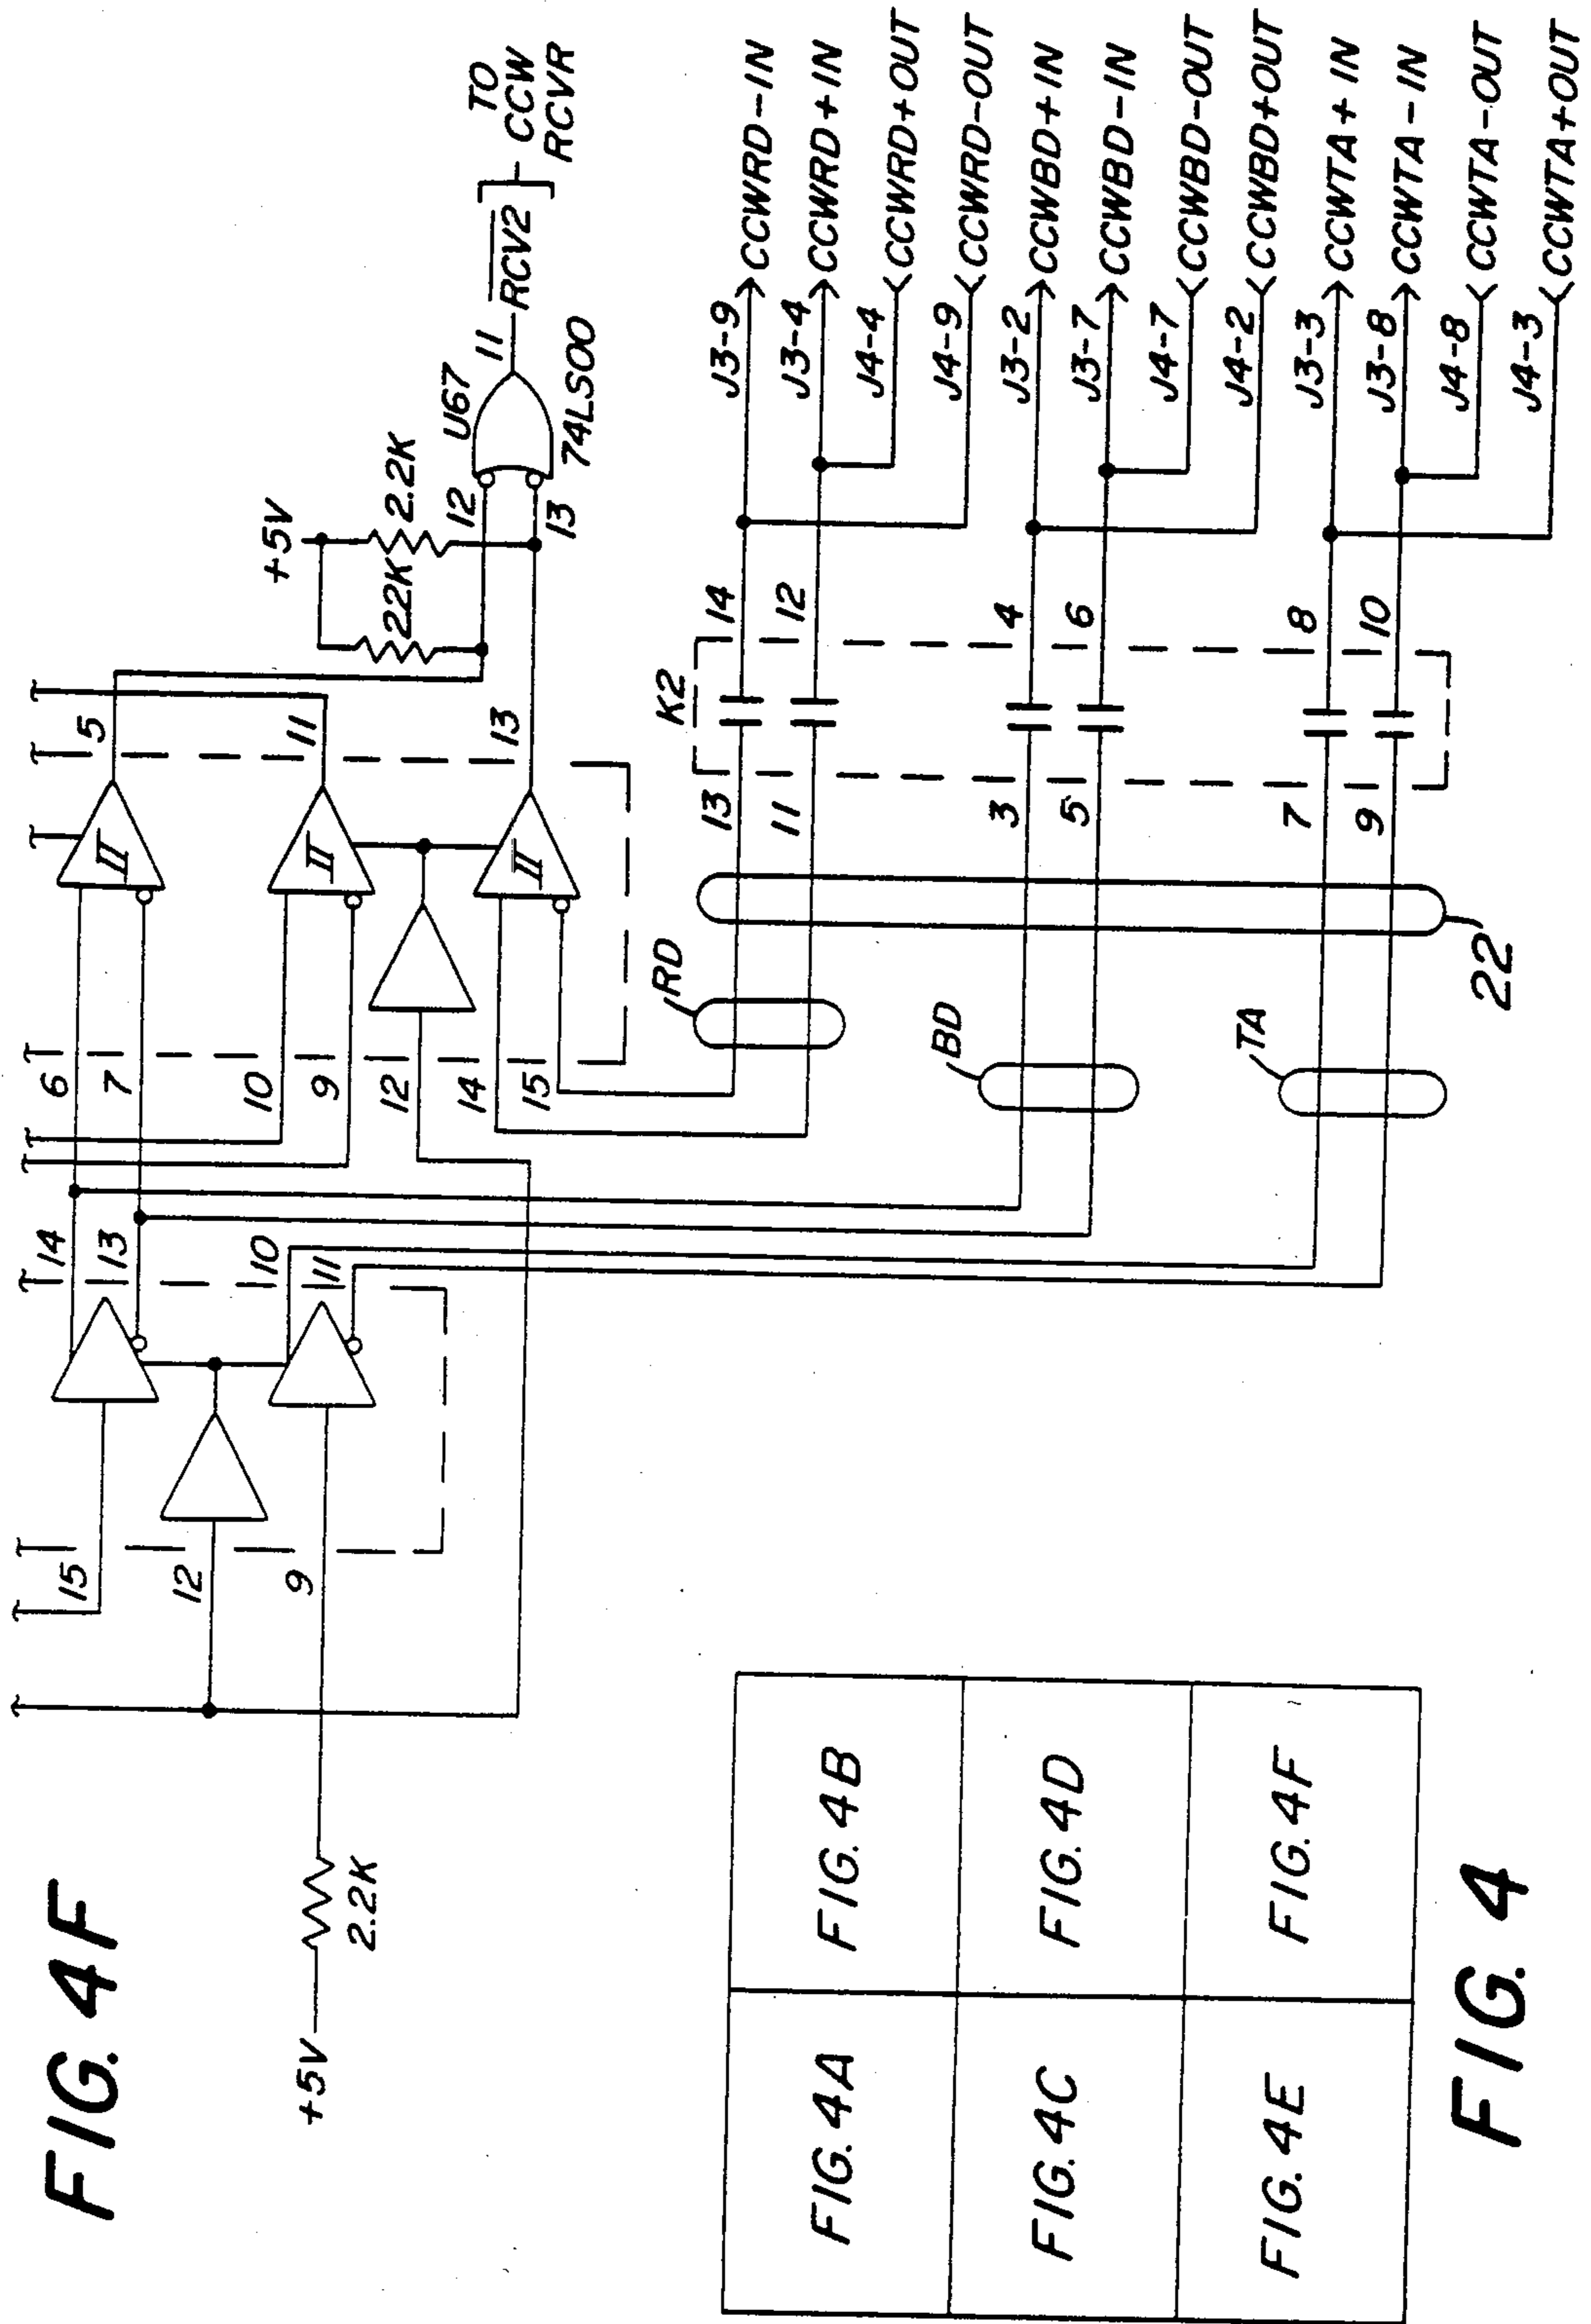 FIG. 4F
+5V
2.2K
15
12
9
14
13
10
11
6
7
10
9
12
14
15
II
II
II
5
11
13
+5V
22K
2.2K
12
13
U67
74LS00
11
RCV2
TO
CCW
RCVR
RD
BD
TA
22
K2
13
11
3
5
7
9
14
12
4
6
8
10
J3-9 CCWRD-IN
J3-4 CCWRD+IN
J4-4 CCWRD+OUT
J4-9 CCWRD-OUT
J3-2 CCWBD+IN
J3-7 CCWBD-IN
J4-7 CCWBD-OUT
J4-2 CCWBD+OUT
J3-3 CCWTA+IN
J3-8 CCWTA-IN
J4-8 CCWTA-OUT
J4-3 CCWTA+OUT
FIG. 4A
FIG. 4B
FIG. 4C
FIG. 4D
FIG. 4E
FIG. 4F
FIG. 4